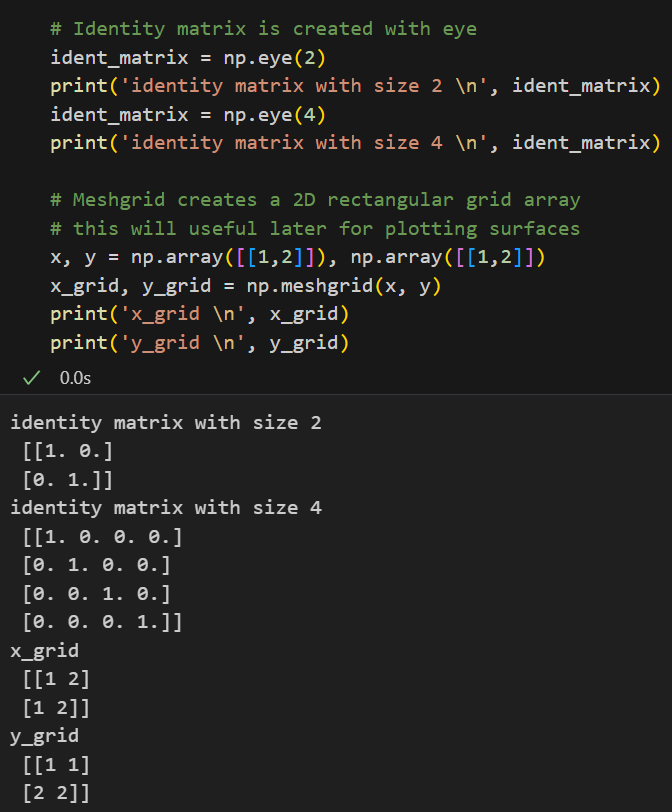 # Identity matrix is created with eye
ident_matrix = np.eye(2)
print('identity matrix with size 2 \n', ident_matrix)
ident_matrix = np.eye(4)
print('identity matrix with size 4 \n', ident_matrix)
# Meshgrid creates a 2D rectangular grid array
# this will useful later for plotting surfaces
x, y = np.array([[1,2]]), np.array([[1,2]])
x_grid, y_grid = np.meshgrid(x, y)
print('x_grid \n', x_grid)
print('y_grid \n', y_grid)
0.0s
identity matrix with size 2
[[1. 0.]
[0. 1.]]
identity matrix with size 4
[[1. 0. 0. 0.]
[0. 1. 0. 0.]
[0. 0. 1. 0.]
[0. 0. 0. 1.]]
x_grid
[[1 2]
[1 2]]
y_grid
[[1 1]
[2 2]]